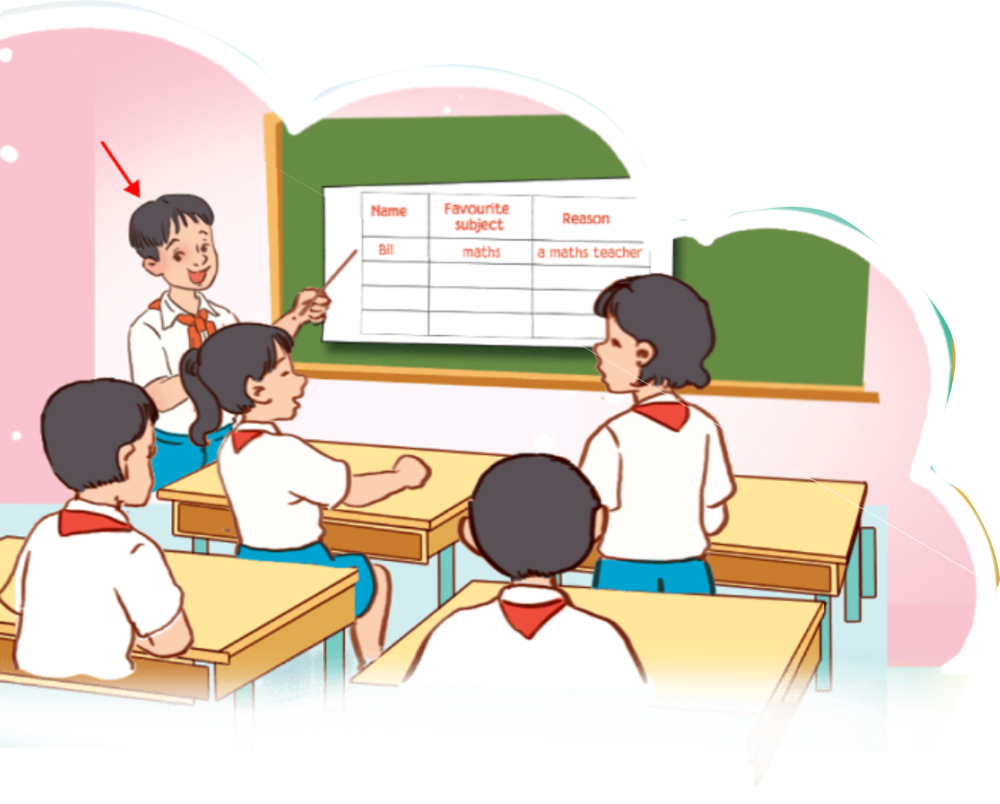 Name
Favourite
subject
Reason
Bil
maths
a maths teacher